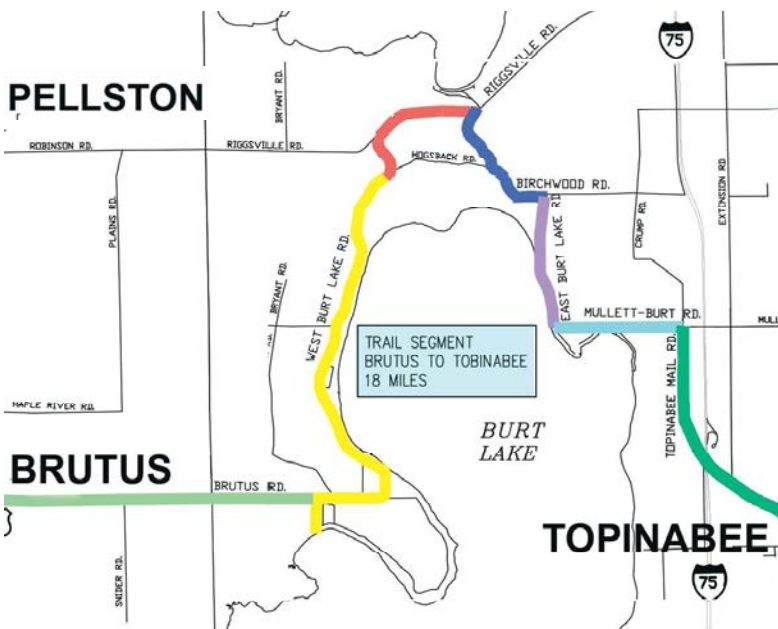 75
RIGGSVILLE RD.
PELLSTON
BRYANT RD.
ROBINSON RD.
RIGGSVILLE RD.
HOGSBACK RD.
BIRCHWOOD RD.
PLAINS RD.
EXTENSION RD.
CRUMP RD.
EAST BURT LAKE RD
WEST BURT LAKE RD.
BRYANT RD.
MULLETT-BURT RD.
MUL
TRAIL SEGMENT
BRUTUS TO TOBINABEE
18 MILES
TOPINABEE MAIL RD.
MAPLE RIVER RD.
BURT
LAKE
BRUTUS
BRUTUS RD.
TOPINABEE
SNIDER RD.
75